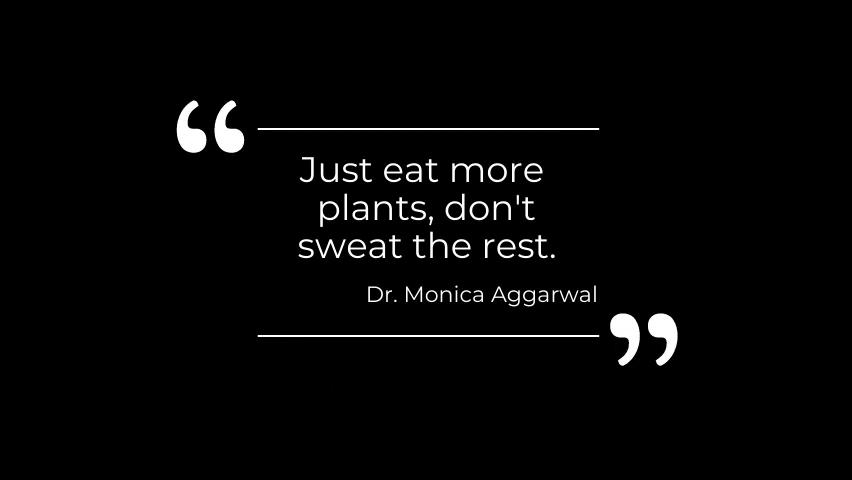 “
Just eat more
plants, don't
sweat the rest.
Dr. Monica Aggarwal
”